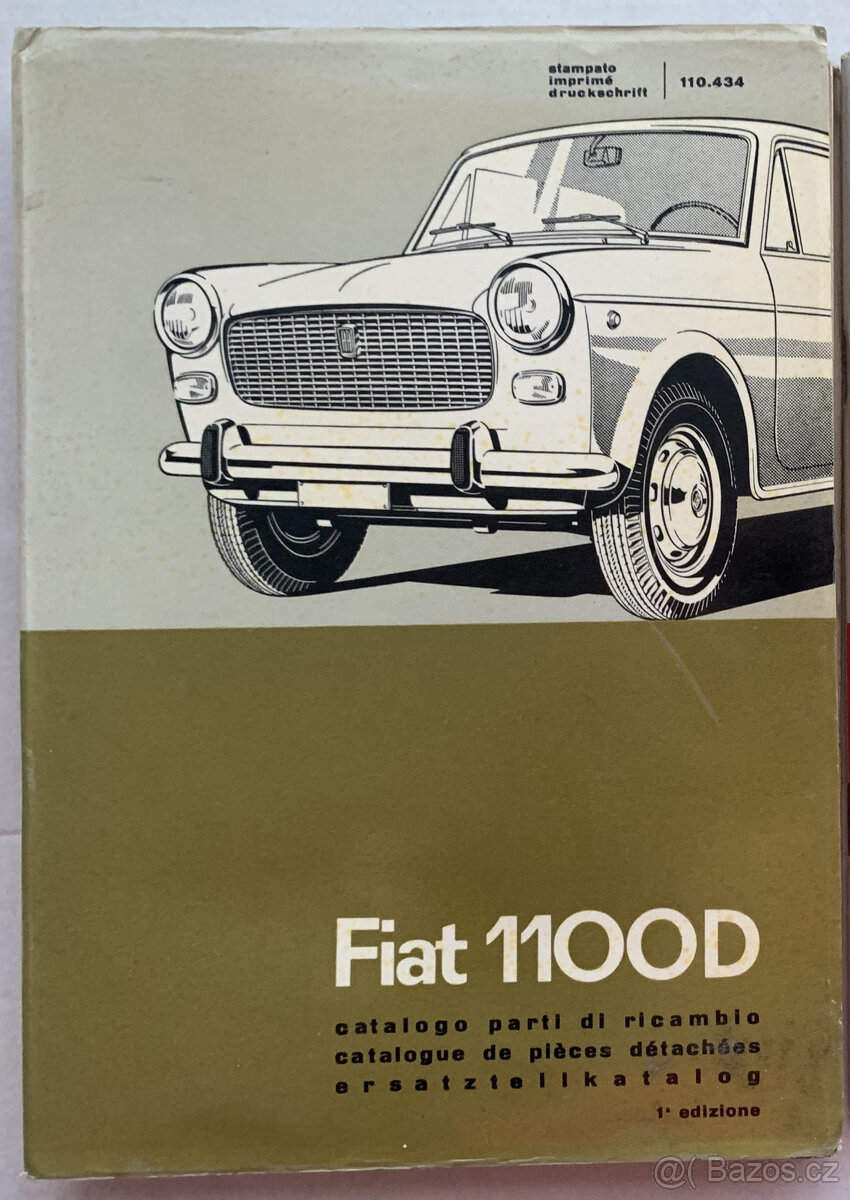 stampato
imprimé
druckschrift
110.434
Fiat 1100D
catalogo parti di ricambio
catalogue de pièces détachées
ersatzteilkatalog
1ª edizione
@( Bazos.cz